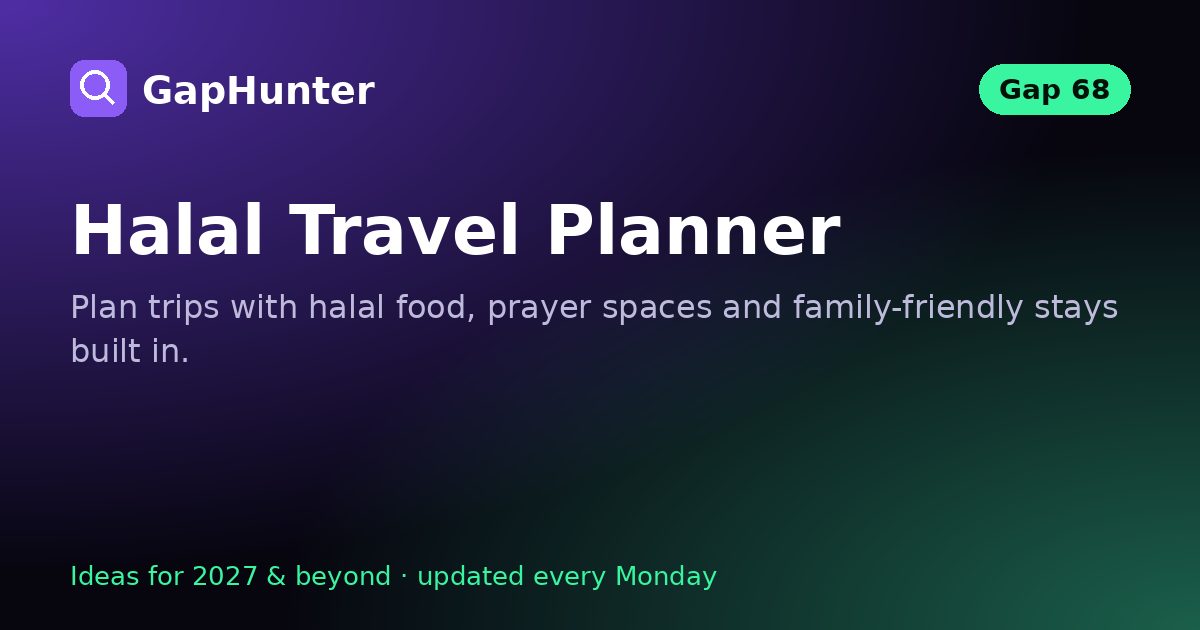 GapHunter
Gap 68
Halal Travel Planner
Plan trips with halal food, prayer spaces and family-friendly stays
built in.
Ideas for 2027 & beyond · updated every Monday